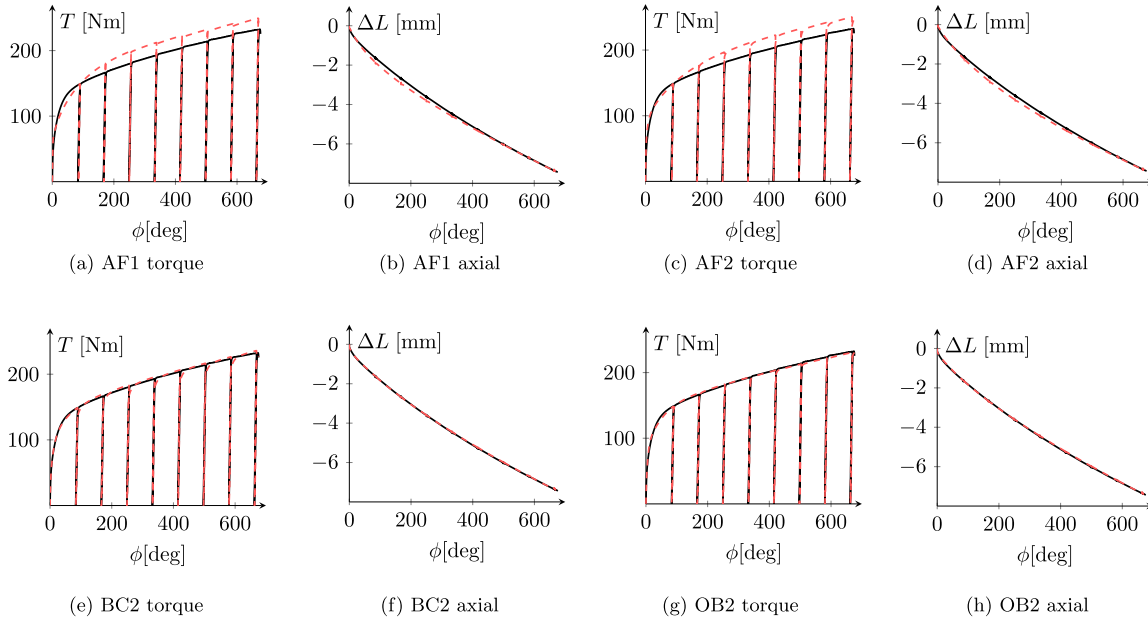 T [Nm]
200
100
0 200 400 600
ϕ[deg]
(a) AF1 torque
ΔL [mm]
0
−2
−4
−6
0 200 400 600
ϕ[deg]
(b) AF1 axial
T [Nm]
200
100
0 200 400 600
ϕ[deg]
(c) AF2 torque
ΔL [mm]
0
−2
−4
−6
0 200 400 600
ϕ[deg]
(d) AF2 axial
T [Nm]
200
100
0 200 400 600
ϕ[deg]
(e) BC2 torque
ΔL [mm]
0
−2
−4
−6
0 200 400 600
ϕ[deg]
(f) BC2 axial
T [Nm]
200
100
0 200 400 600
ϕ[deg]
(g) OB2 torque
ΔL [mm]
0
−2
−4
−6
0 200 400 600
ϕ[deg]
(h) OB2 axial